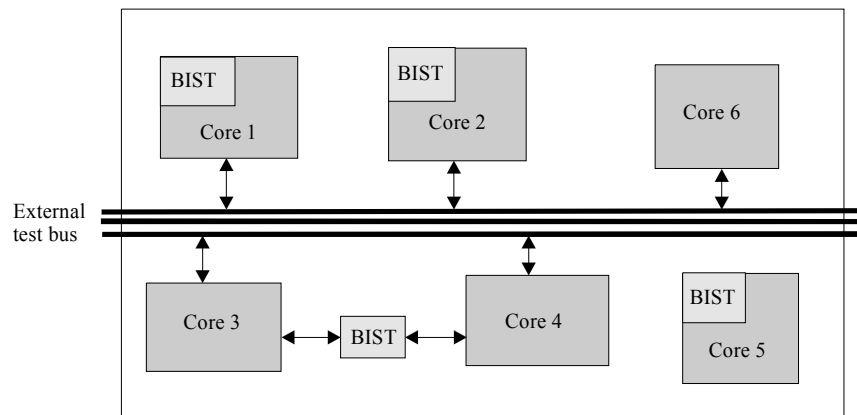 BIST
Core 1
BIST
Core 2
Core 6
External
test bus
Core 3
BIST
Core 4
BIST
Core 5